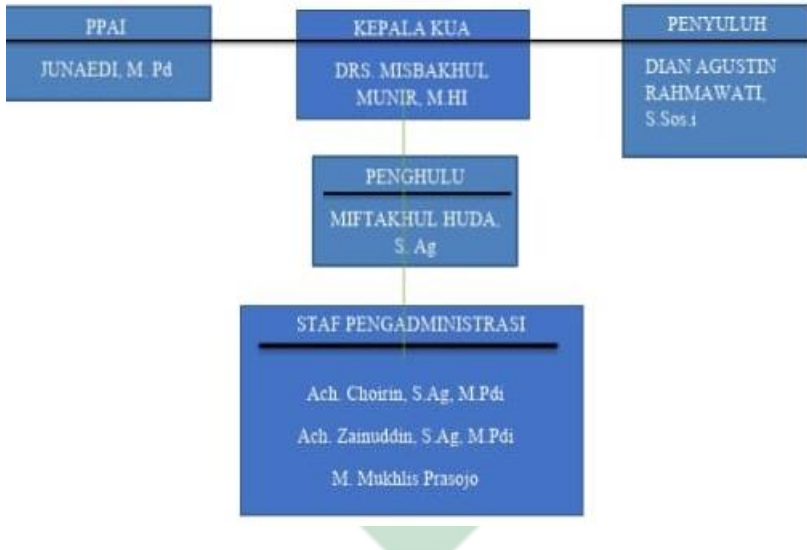 PPAI
JUNAEDI, M. Pd
KEPALA KUA
DRS. MISBAKHUL
MUNIR, M.HI
PENYULUH
DIAN AGUSTIN
RAHMAWATI,
S.Sos.i
PENGHULU
MIFTAKHUL HUDA,
S. Ag
STAF PENGADMINISTRASI
Ach. Choirin, S.Ag, M.Pdi
Ach. Zainuddin, S.Ag, M.Pdi
M. Mukhlis Prasojo